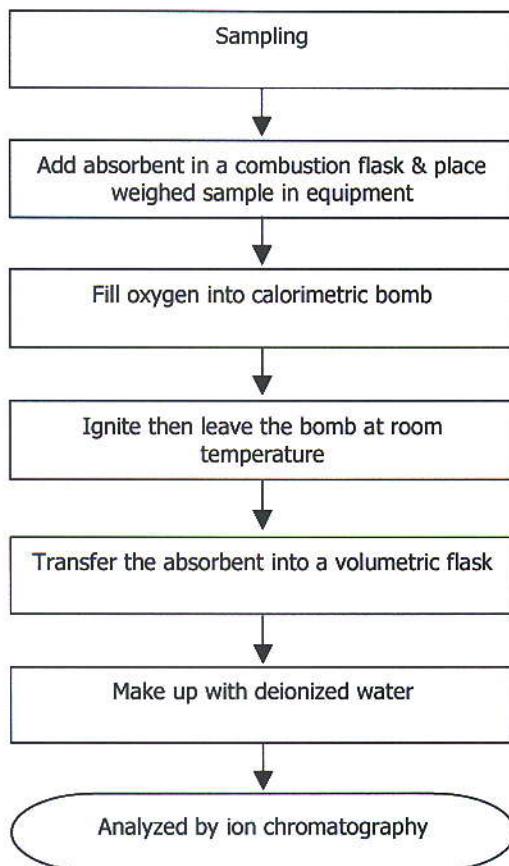 Sampling
Add absorbent in a combustion flask & place
weighed sample in equipment
Fill oxygen into calorimetric bomb
Ignite then leave the bomb at room
temperature
Transfer the absorbent into a volumetric flask
Make up with deionized water
Analyzed by ion chromatography